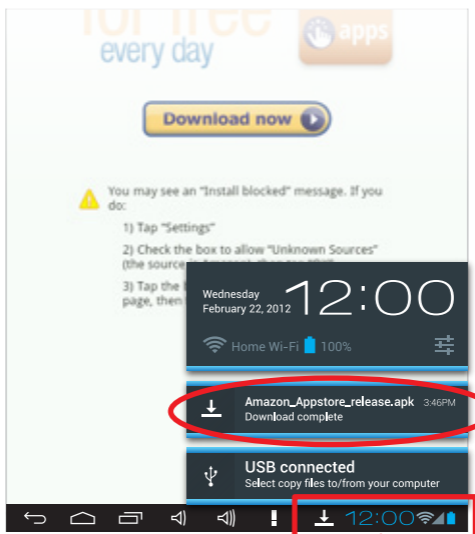 for free
every day
apps
Download now
You may see an "Install blocked" message. If you
do:
1) Tap "Settings"
2) Check the box to allow "Unknown Sources"
(the source
3) Tap the
page, then
Wednesday
February 22, 2012
12:00
Home Wi-Fi 100%
Amazon_Appstore_release.apk 3:46PM
Download complete
USB connected
Select copy files to/from your computer
12:00